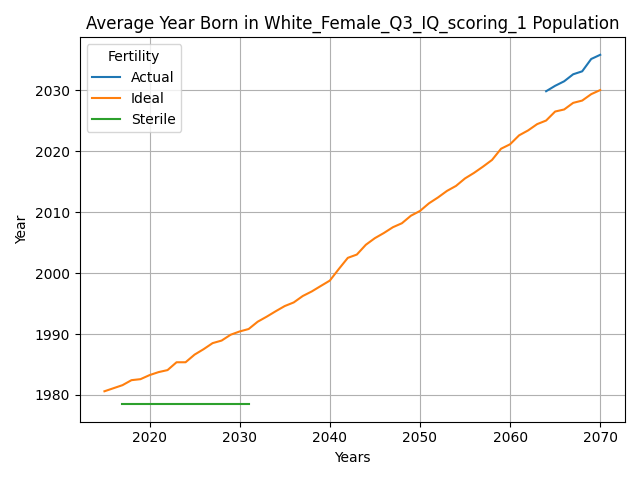 Average Year Born in White_Female_Q3_IQ_scoring_1 Population
Fertility
Actual
Ideal
Sterile
Year
2030
2020
2010
2000
1990
1980
2020 2030 2040 2050 2060 2070
Years